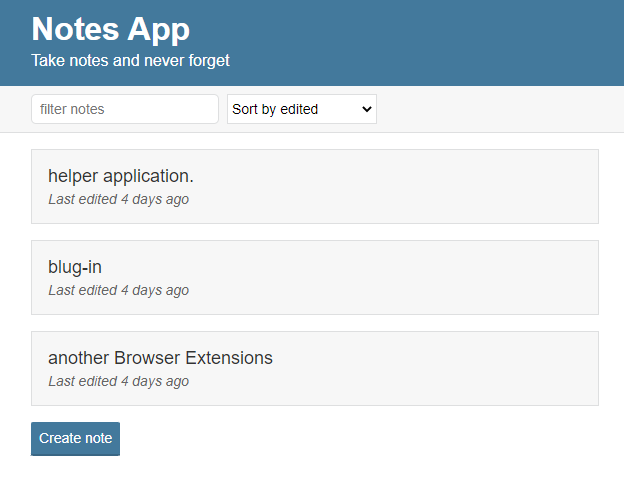 Notes App
Take notes and never forget
filter notes
Sort by edited
helper application.
Last edited 4 days ago
blug-in
Last edited 4 days ago
another Browser Extensions
Last edited 4 days ago
Create note